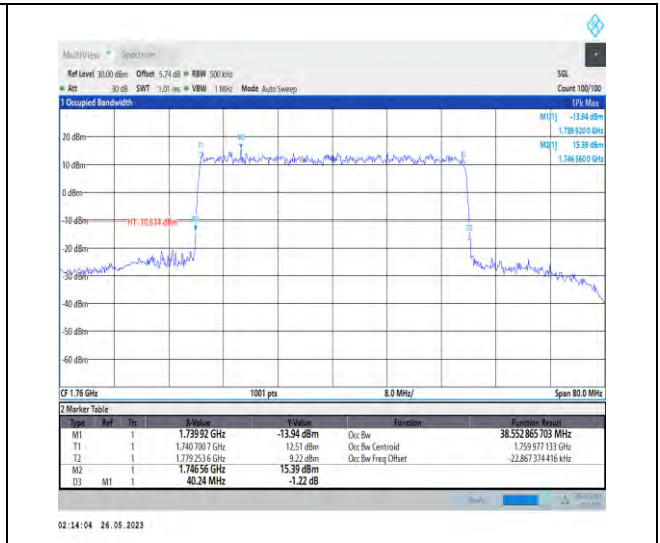 MultiView Spectrum
Ref Level 30.00 dBm Offset 5.74 dB RBW 500 kHz SGL
Att 30 dB SWT 1.01 ms VBW 1 MHz Mode Auto Sweep Count 100/100
1 Occupied Bandwidth 1Pk Max
M1[1] -13.94 dBm
1.739 920 0 GHz
M2[1] 15.39 dBm
1.746 560 0 GHz
20 dBm
T1 M2 T2
10 dBm
0 dBm
-10 dBm
H1 -10.614 dBm
M1
D3
-20 dBm
-30 dBm
-40 dBm
-50 dBm
-60 dBm
CF 1.76 GHz 1001 pts 8.0 MHz/ Span 80.0 MHz
2 Marker Table
Type Ref Trc X-Value Y-Value Function Function Result
M1 1 1.739 92 GHz -13.94 dBm Occ Bw 38.552 865 703 MHz
T1 1 1.740 700 7 GHz 12.51 dBm Occ Bw Centroid 1.759 977 133 GHz
T2 1 1.779 253 6 GHz 9.22 dBm Occ Bw Freq Offset -22.867 374 416 kHz
M2 1 1.746 56 GHz 15.39 dBm
D3 M1 1 40.24 MHz -1.22 dB
02:14:04 26.05.2023